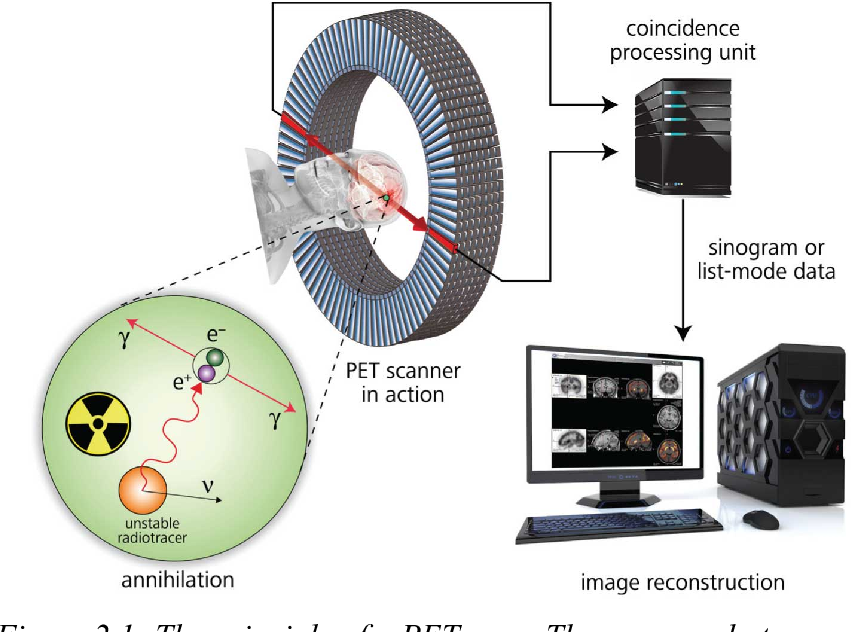 coincidence
processing unit
sinogram or
list-mode data
PET scanner
in action
γ
e⁻
e⁺
γ
ν
unstable
radiotracer
annihilation
image reconstruction